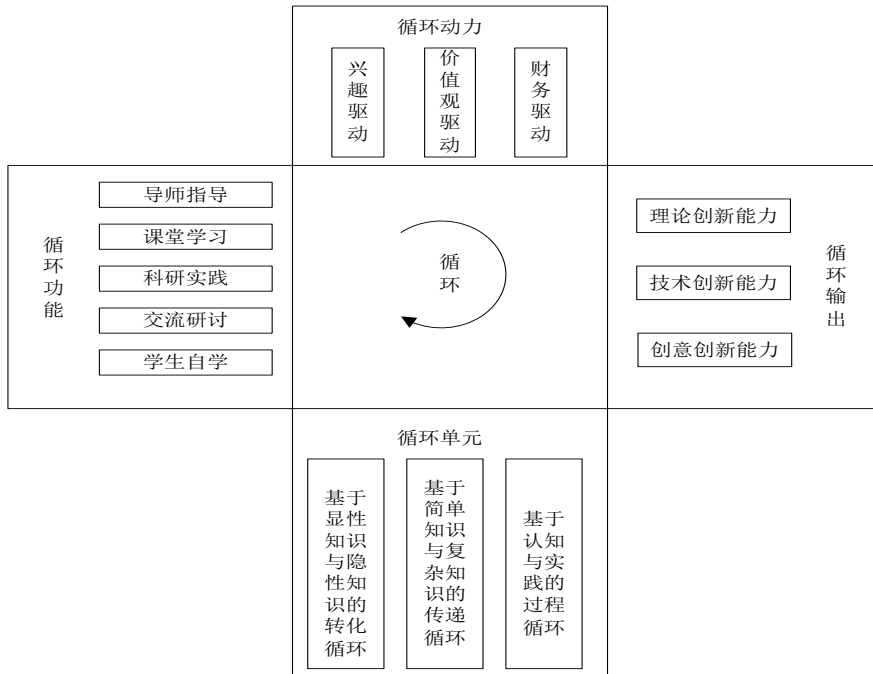 循环动力
兴趣驱动
价值观驱动
财务驱动
循环功能
导师指导
课堂学习
科研实践
交流研讨
学生自学
循环
理论创新能力
技术创新能力
创意创新能力
循环输出
循环单元
基于
显性
知识
与隐
性知
识的
转化
循环
基于
简单
知识
与复
杂知
识的
传递
循环
基于
认知
与实
践的
过程
循环